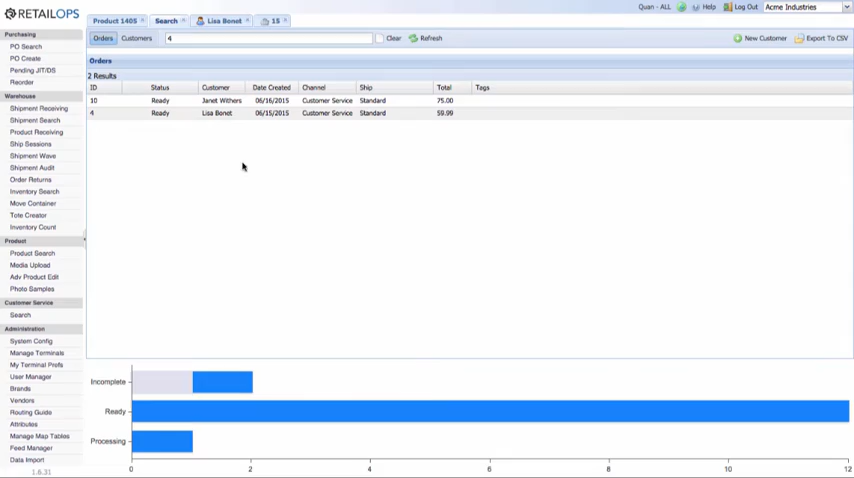 RETAILOPS
Quan - ALL Help Log Out Acme Industries
Product 1405 Search Lisa Bonet 15
Orders Customers 4 Clear Refresh New Customer Export To CSV
Purchasing
PO Search
PO Create
Pending JIT/DS
Reorder
Warehouse
Shipment Receiving
Shipment Search
Product Receiving
Ship Sessions
Shipment Wave
Shipment Audit
Order Returns
Inventory Search
Move Container
Tote Creator
Inventory Count
Product
Product Search
Media Upload
Adv Product Edit
Photo Samples
Customer Service
Search
Administration
System Config
Manage Terminals
My Terminal Prefs
User Manager
Brands
Vendors
Routing Guide
Attributes
Manage Map Tables
Feed Manager
Data Import
1.6.31
Orders
2 Results
ID Status Customer Date Created Channel Ship Total Tags
10 Ready Janet Withers 06/16/2015 Customer Service Standard 75.00
4 Ready Lisa Bonet 06/15/2015 Customer Service Standard 59.99
Incomplete
Ready
Processing
0 2 4 6 8 10 12